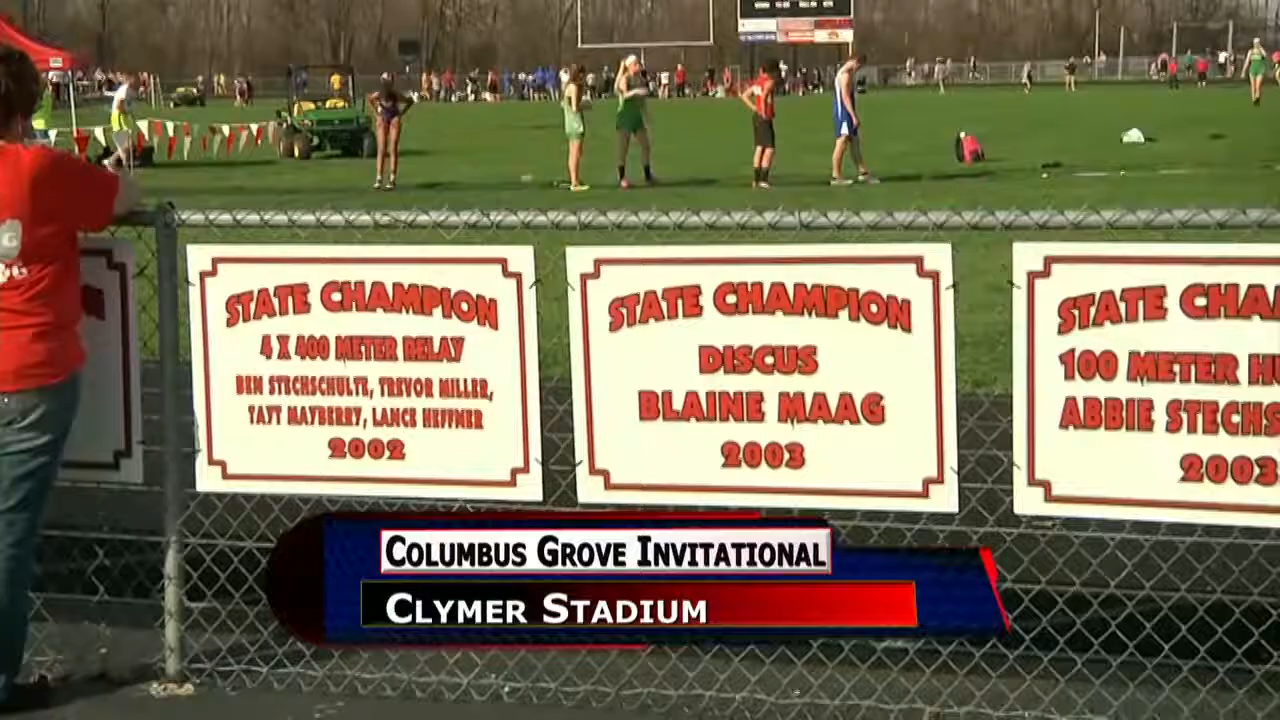 STATE CHAMPION
4 X 400 METER RELAY
BEN STECHSCHULTE, TREVOR MILLER,
TAJT MAYBERRY, LANCE HEFFNER
2002
STATE CHAMPION
DISCUS
BLAINE MAAG
2003
STATE CHA
100 METER HU
ABBIE STECHS
2003
COLUMBUS GROVE INVITATIONAL
CLYMER STADIUM